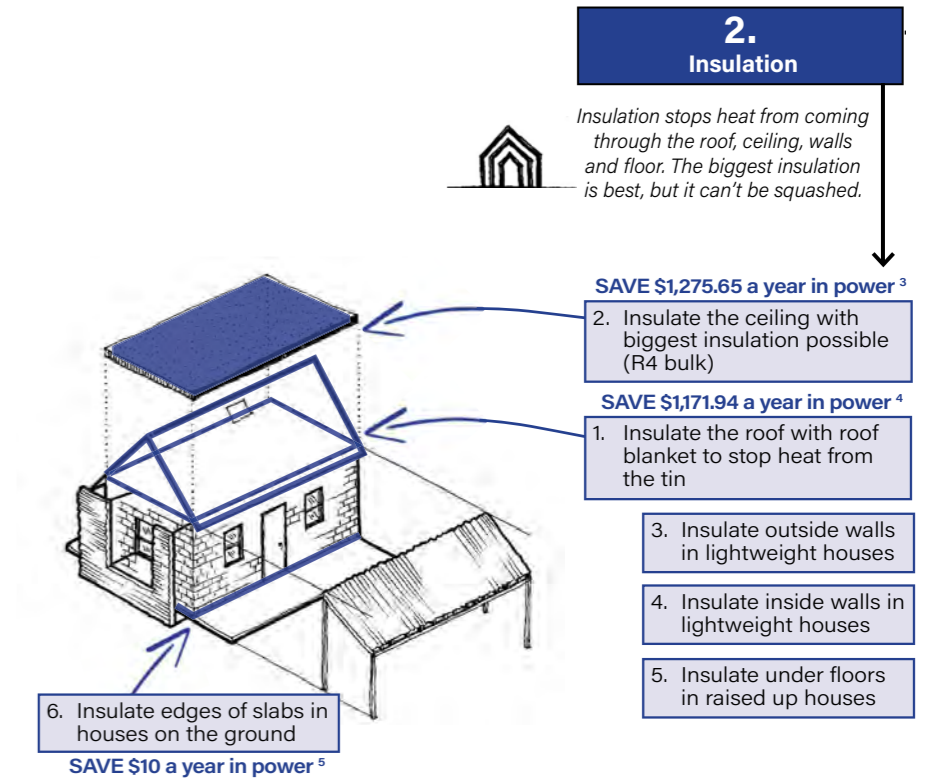 2.
Insulation
Insulation stops heat from coming
through the roof, ceiling, walls
and floor. The biggest insulation
is best, but it can’t be squashed.
SAVE $1,275.65 a year in power ³
2. Insulate the ceiling with
biggest insulation possible
(R4 bulk)
SAVE $1,171.94 a year in power ⁴
1. Insulate the roof with roof
blanket to stop heat from
the tin
3. Insulate outside walls
in lightweight houses
4. Insulate inside walls in
lightweight houses
5. Insulate under floors
in raised up houses
6. Insulate edges of slabs in
houses on the ground
SAVE $10 a year in power ⁵